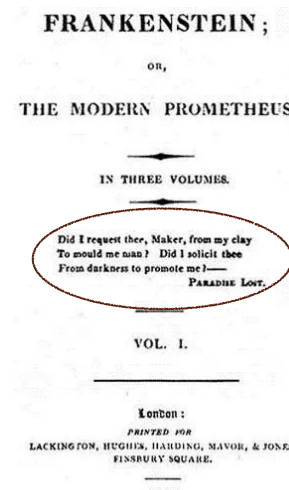 FRANKENSTEIN;
OR,
THE MODERN PROMETHEUS
IN THREE VOLUMES.
Did I request thee, Maker, from my clay
To mould me man? Did I solicit thee
From darkness to promote me?——
PARADISE LOST.
VOL. I.
London:
PRINTED FOR
LACKINGTON, HUGHES, HARDING, MAVOR, & JONE
FINSBURY SQUARE.